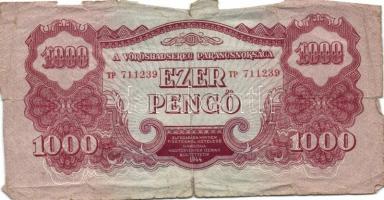 1000 1000
A VÖRÖSHADSEREG PARANCSNOKSÁGA
TP 711239 TP 711239
EZER
PENGŐ
1000 1000
1944